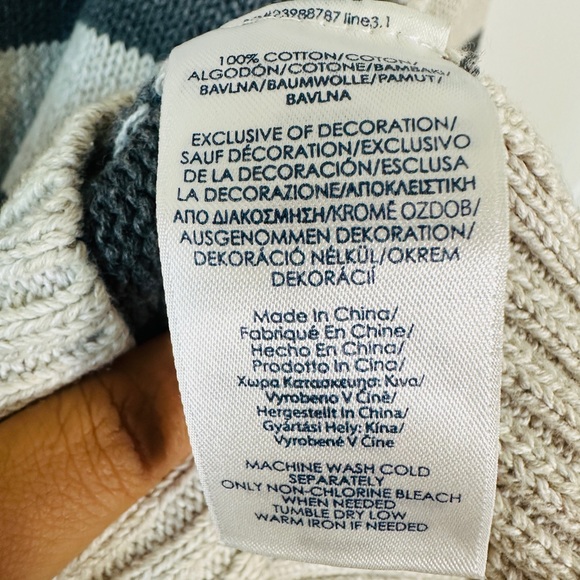 #23988787 line3.1
100% COTTON/COTON/
ALGODÓN/COTONE/ΒΑΜΒΑΚΙ/
BAVLNA/BAUMWOLLE/PAMUT/
BAVLNA
EXCLUSIVE OF DECORATION/
SAUF DÉCORATION/EXCLUSIVO
DE LA DECORACIÓN/ESCLUSA
LA DECORAZIONE/ΑΠΟΚΛΕΙΣΤΙΚΗ
ΑΠΟ ΔΙΑΚΟΣΜΗΣΗ/KROMĚ OZDOB/
AUSGENOMMEN DEKORATION/
DEKORÁCIÓ NÉLKÜL/OKREM
DEKORÁCIÍ
Made In China/
Fabriqué En Chine/
Hecho En China/
Prodotto In Cina/
Χωρα Κατασκευησ: Κινα/
Vyrobeno V Číně/
Hergestellt In China/
Gyártási Hely: Kína/
Vyrobené V Číne
MACHINE WASH COLD
SEPARATELY
ONLY NON-CHLORINE BLEACH
WHEN NEEDED
TUMBLE DRY LOW
WARM IRON IF NEEDED